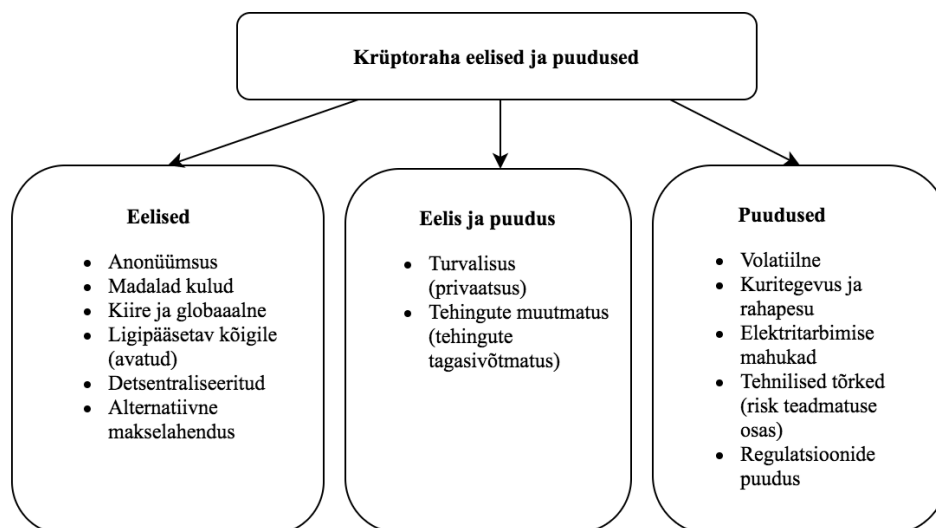 Krüptoraha eelised ja puudused
Eelised
• Anonüümsus
• Madalad kulud
• Kiire ja globaaalne
• Ligipääsetav kõigile
(avatud)
• Detsentraliseeritud
• Alternatiivne
makselahendus
Eelis ja puudus
• Turvalisus
(privaatsus)
• Tehingute muutmatus
(tehingute
tagasivõtmatus)
Puudused
• Volatiilne
• Kuritegevus ja
rahapesu
• Elektritarbimise
mahukad
• Tehnilised tõrked
(risk teadmatuse
osas)
• Regulatsioonide
puudus